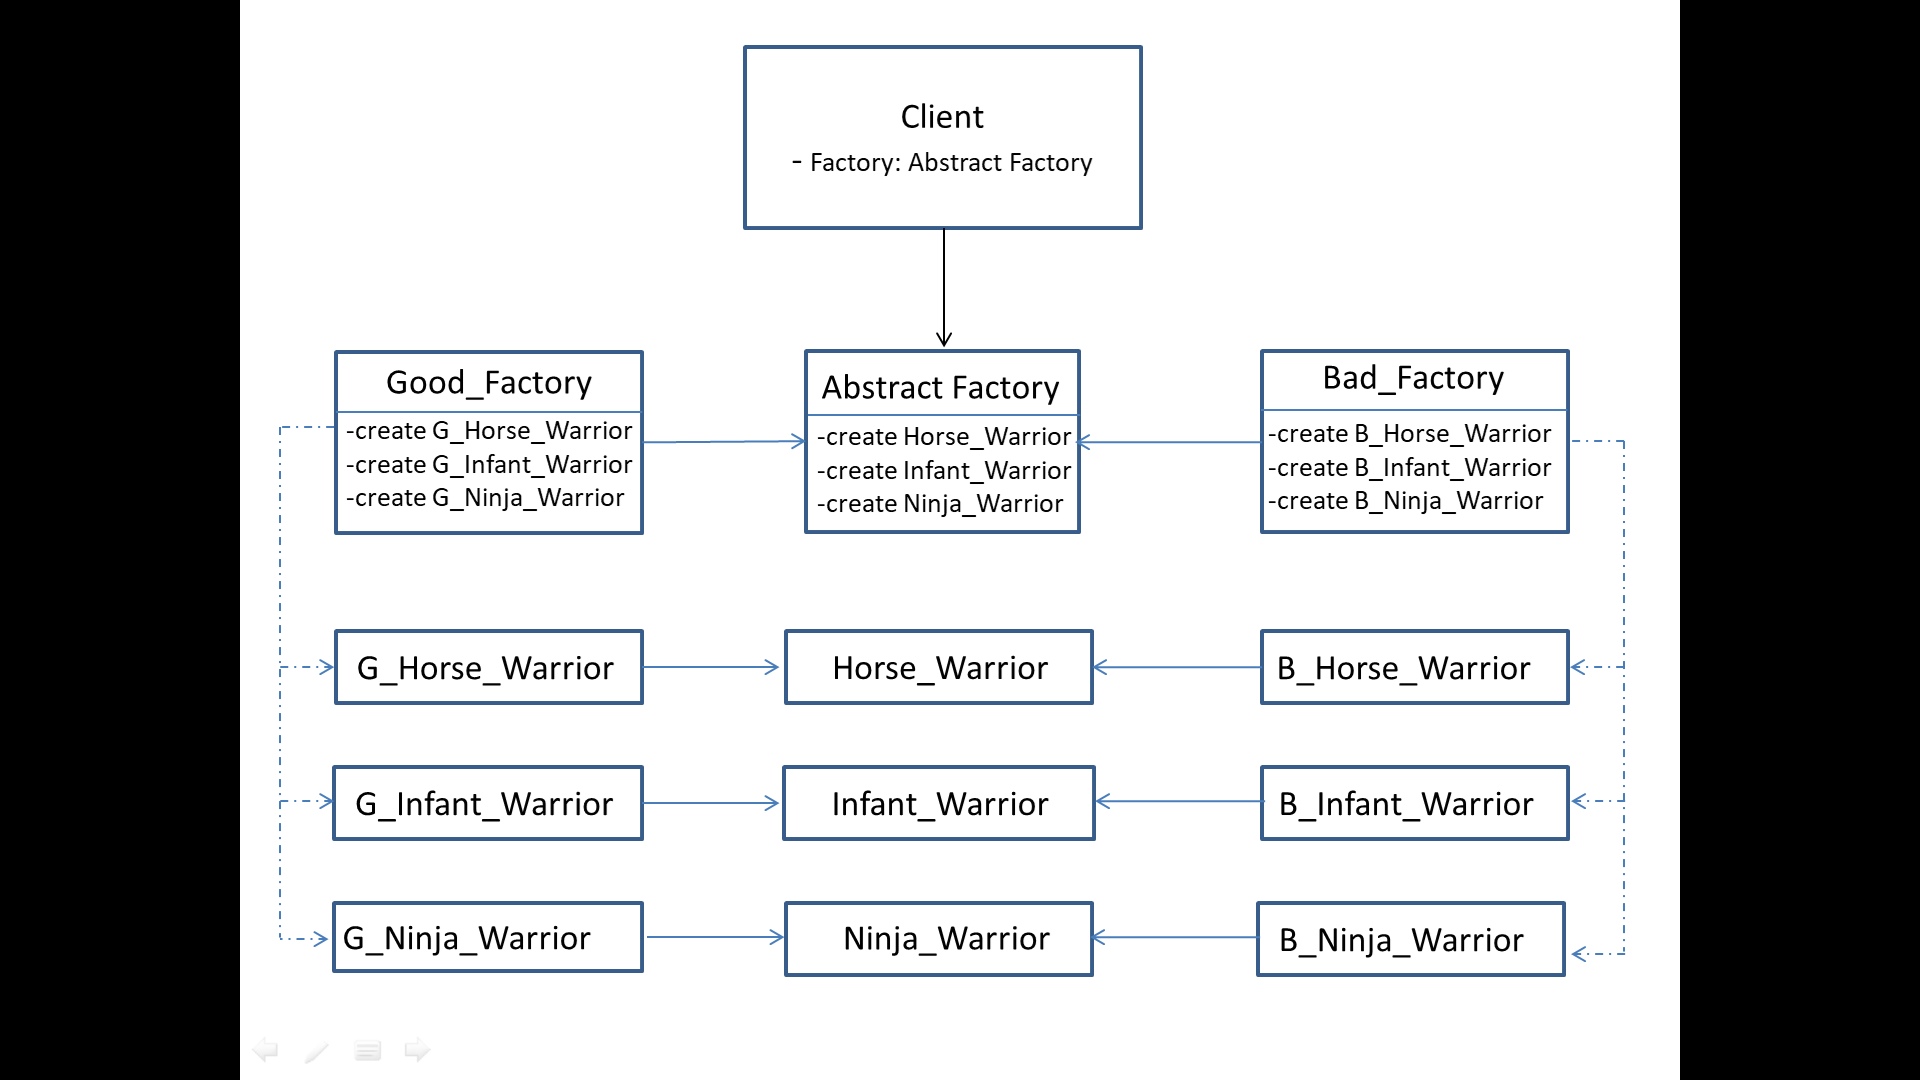 Client
- Factory: Abstract Factory
Good_Factory
-create G_Horse_Warrior
-create G_Infant_Warrior
-create G_Ninja_Warrior
Abstract Factory
-create Horse_Warrior
-create Infant_Warrior
-create Ninja_Warrior
Bad_Factory
-create B_Horse_Warrior
-create B_Infant_Warrior
-create B_Ninja_Warrior
G_Horse_Warrior
Horse_Warrior
B_Horse_Warrior
G_Infant_Warrior
Infant_Warrior
B_Infant_Warrior
G_Ninja_Warrior
Ninja_Warrior
B_Ninja_Warrior